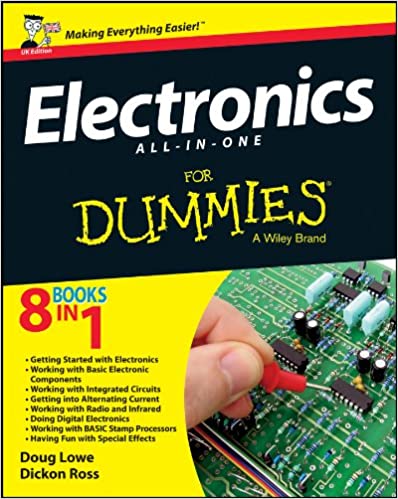 Making Everything Easier!™
UK Edition
Electronics
ALL-IN-ONE
FOR
DUMMIES®
A Wiley Brand
8 BOOKS
IN 1
• Getting Started with Electronics
• Working with Basic Electronic
Components
• Working with Integrated Circuits
• Getting into Alternating Current
• Working with Radio and Infrared
• Doing Digital Electronics
• Working with BASIC Stamp Processors
• Having Fun with Special Effects
Doug Lowe
Dickon Ross